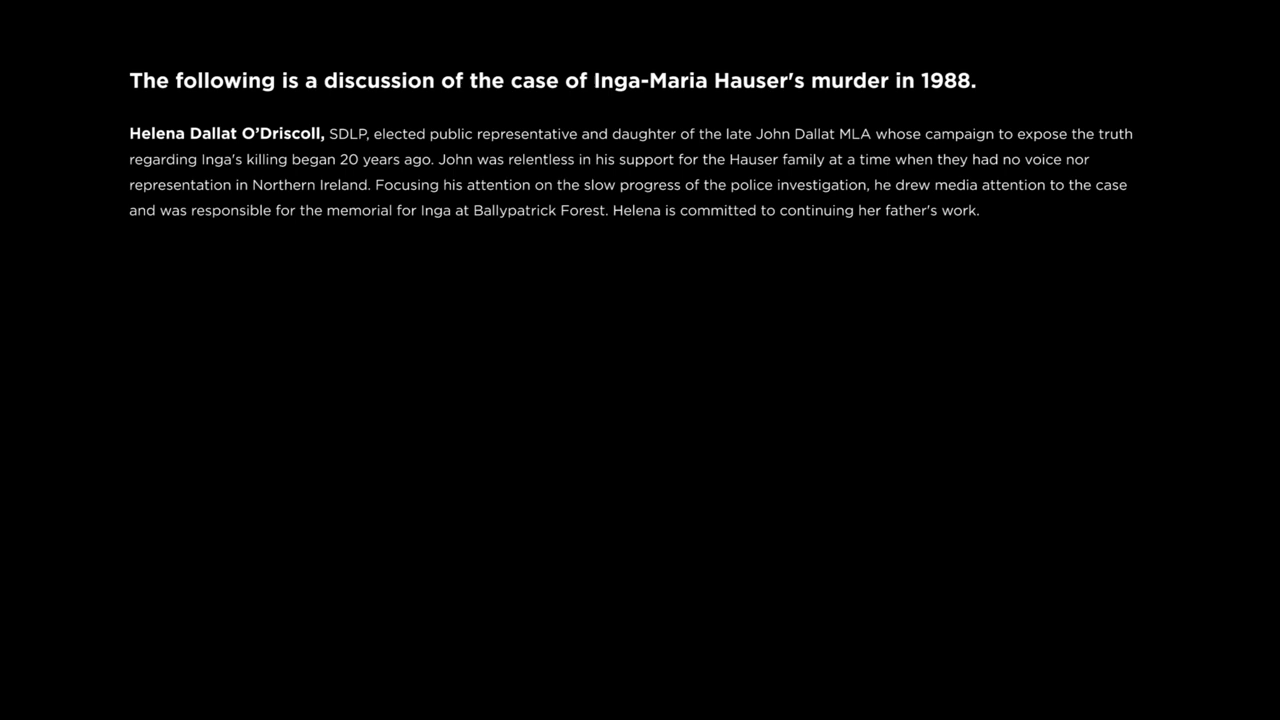 The following is a discussion of the case of Inga-Maria Hauser's murder in 1988.
Helena Dallat O’Driscoll, SDLP, elected public representative and daughter of the late John Dallat MLA whose campaign to expose the truth
regarding Inga's killing began 20 years ago. John was relentless in his support for the Hauser family at a time when they had no voice nor
representation in Northern Ireland. Focusing his attention on the slow progress of the police investigation, he drew media attention to the case
and was responsible for the memorial for Inga at Ballypatrick Forest. Helena is committed to continuing her father's work.